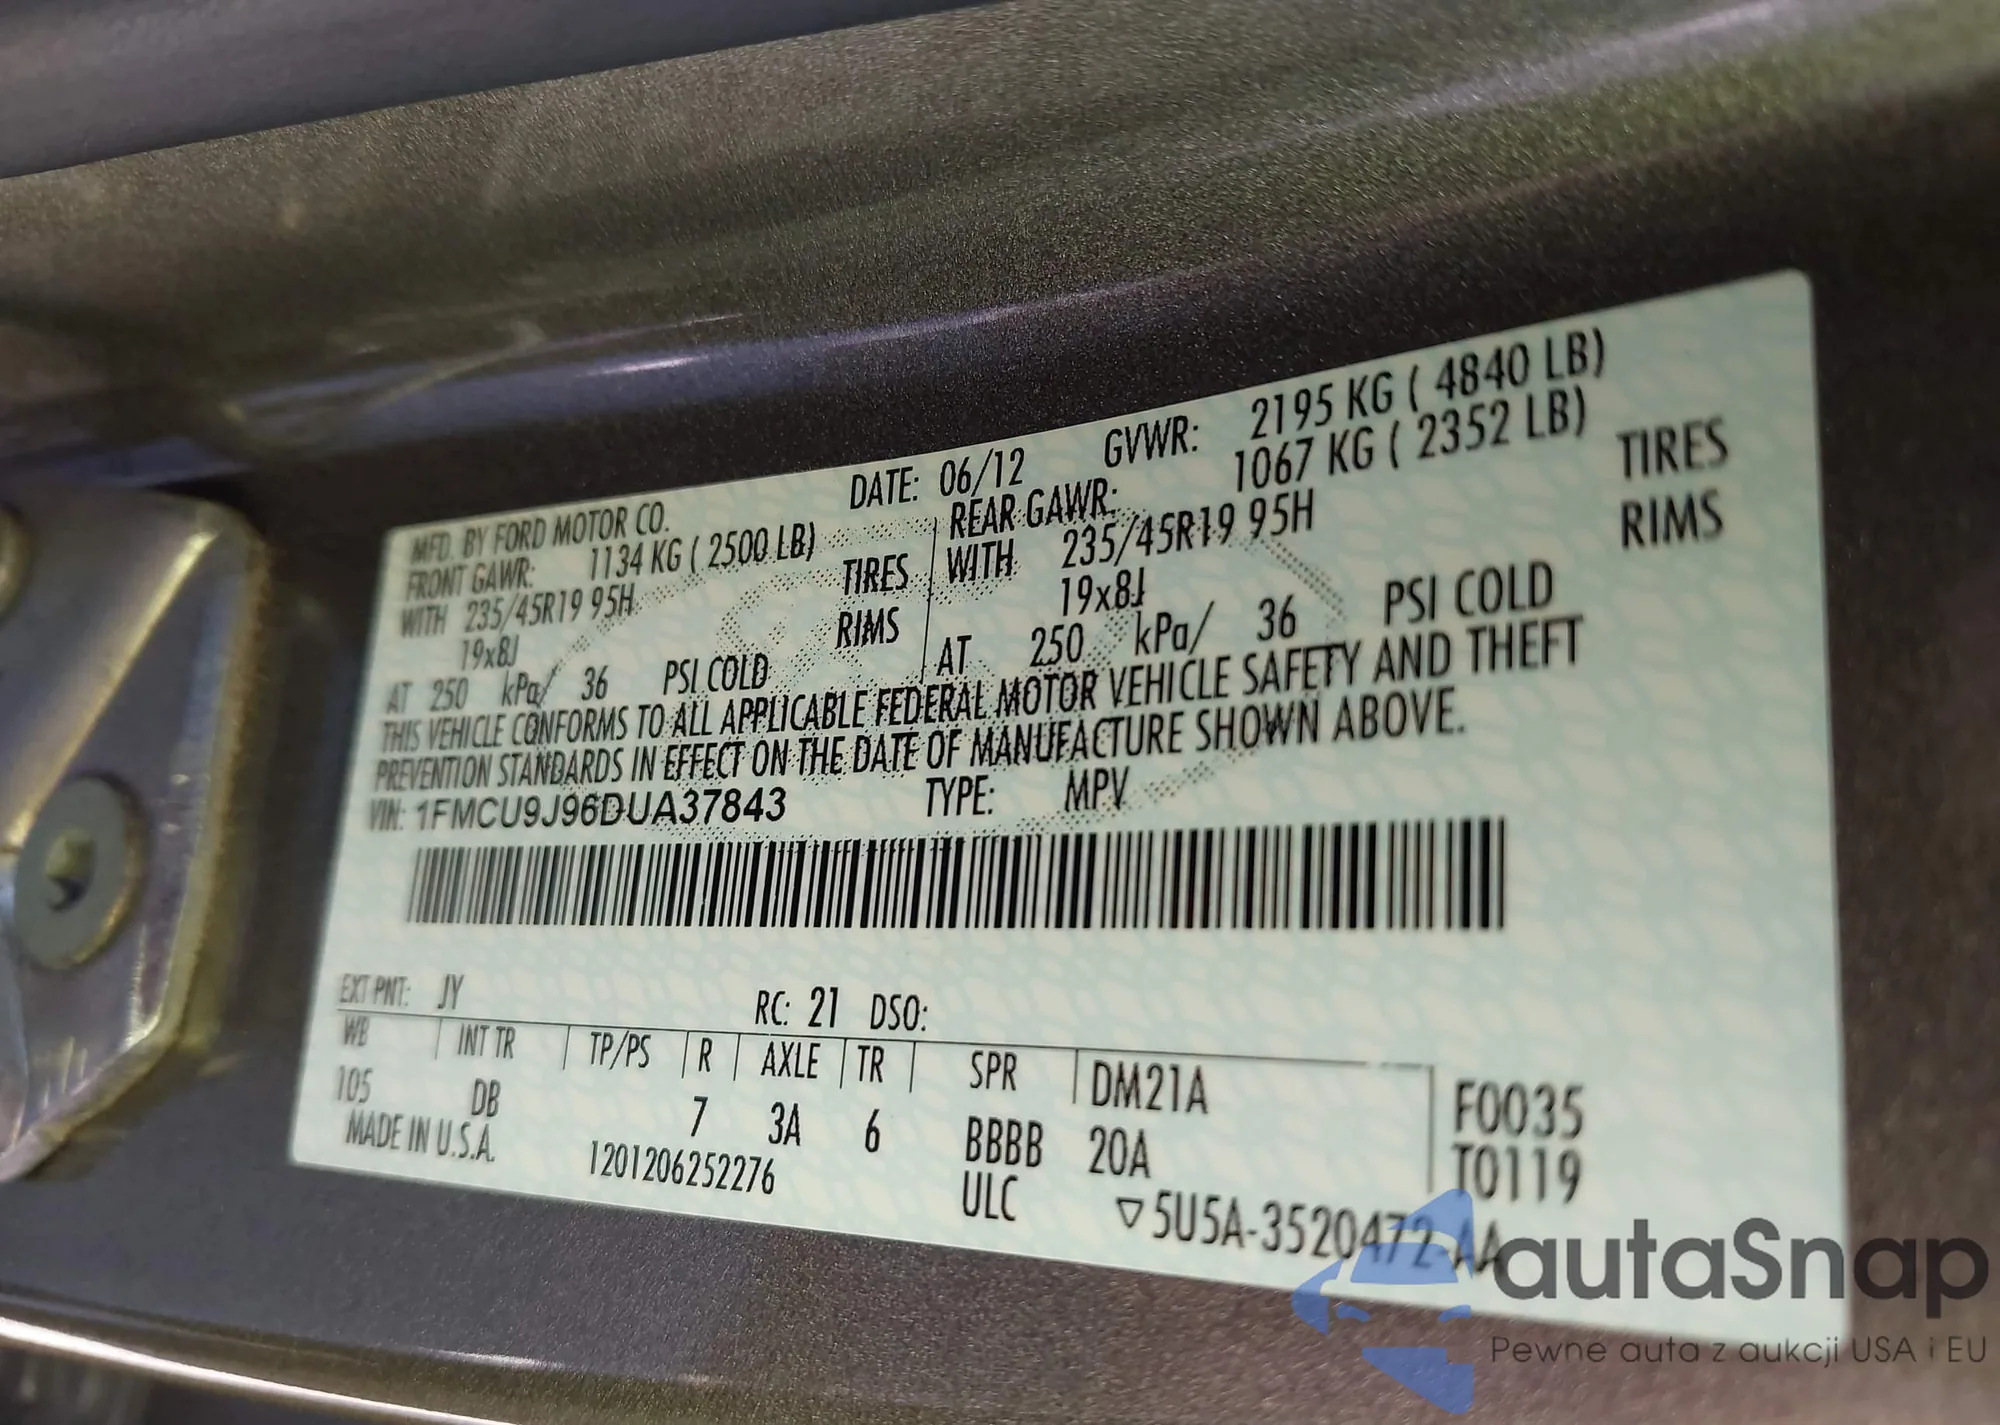 MFD. BY FORD MOTOR CO. DATE: 06/12 GVWR: 2195 KG ( 4840 LB)
FRONT GAWR: 1134 KG ( 2500 LB) REAR GAWR: 1067 KG ( 2352 LB)
WITH 235/45R19 95H TIRES WITH 235/45R19 95H TIRES
19x8J RIMS 19x8J RIMS
AT 250 kPa/ 36 PSI COLD AT 250 kPa/ 36 PSI COLD
THIS VEHICLE CONFORMS TO ALL APPLICABLE FEDERAL MOTOR VEHICLE SAFETY AND THEFT
PREVENTION STANDARDS IN EFFECT ON THE DATE OF MANUFACTURE SHOWN ABOVE.
VIN: 1FMCU9J96DUA37843 TYPE: MPV
EXT PNT: JY RC: 21 DSO:
WB INT TR TP/PS R AXLE TR SPR DM21A F0035
105 DB 7 3A 6 BBBB 20A T0119
MADE IN U.S.A. 1201206252276 ULC ▽5U5A-3520472-AA
autaSnap
Pewne auta z aukcji USA i EU